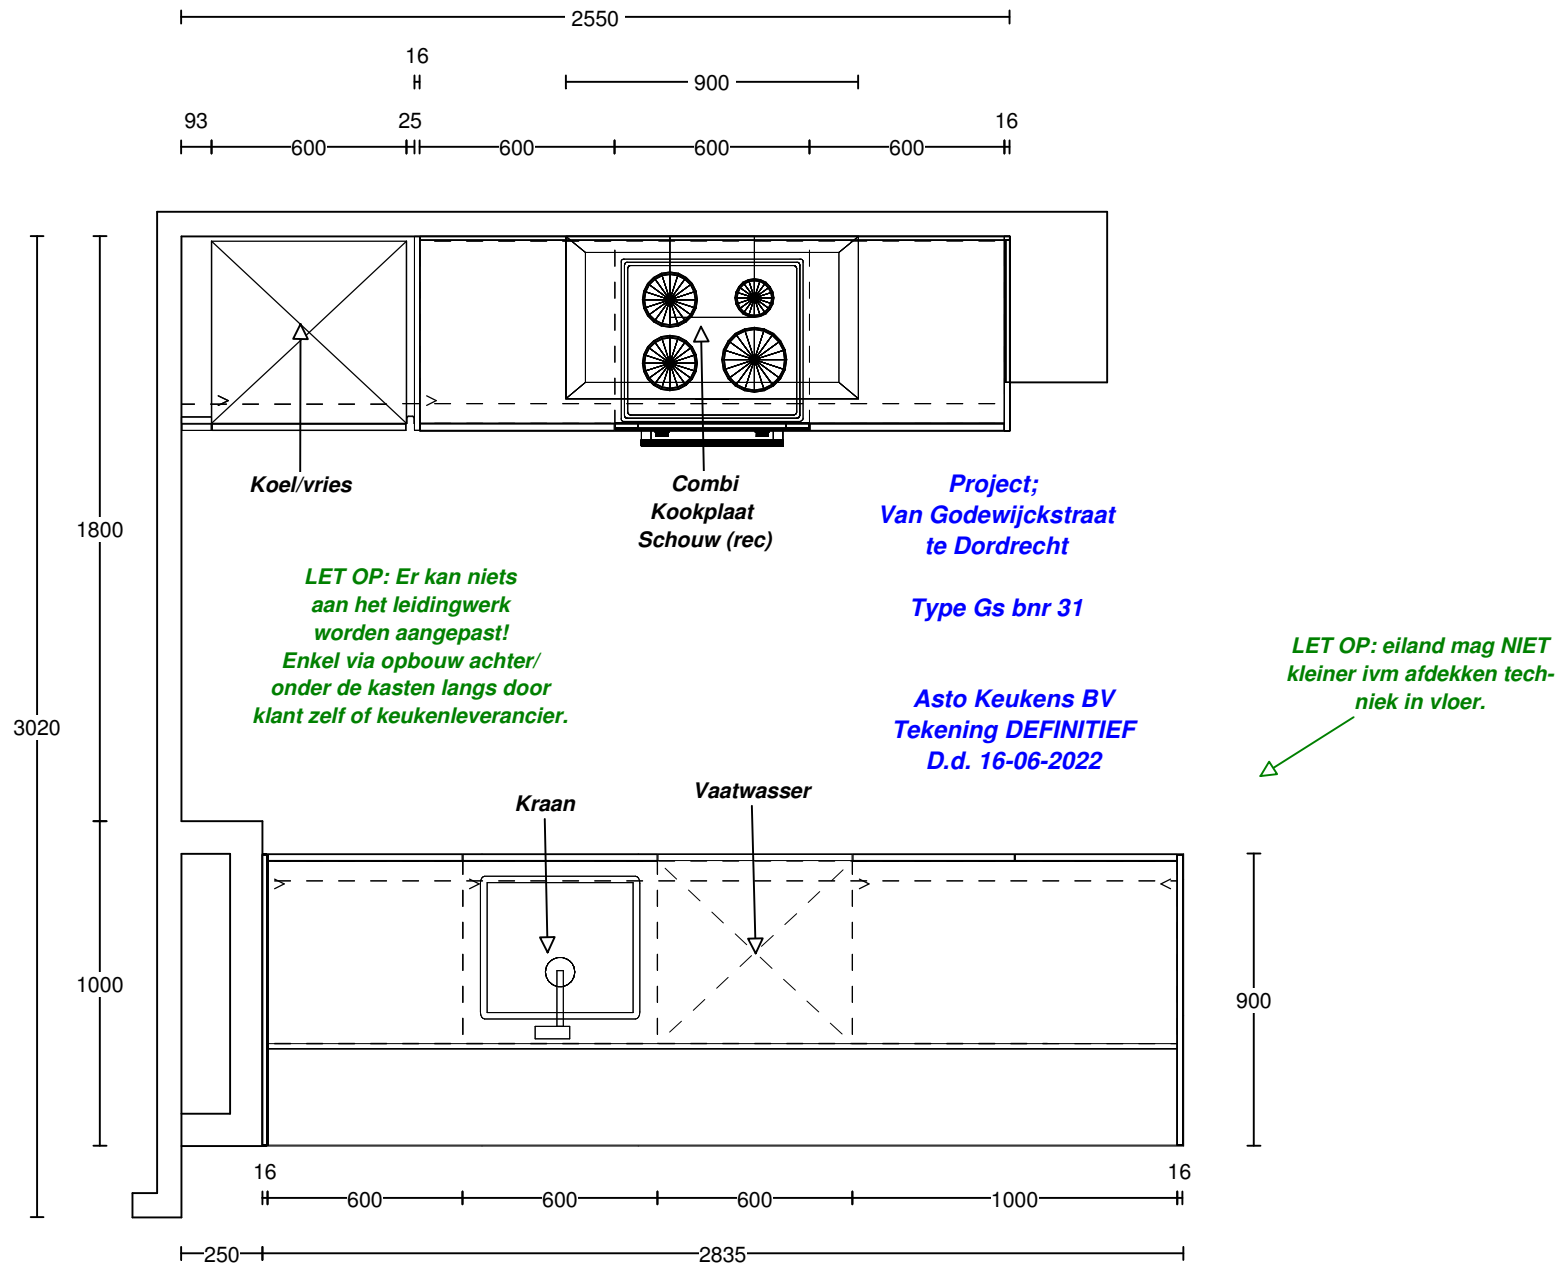 2550
16
900
93
25
16
600
600
600
600
Koel/vries
Combi
Kookplaat
Schouw (rec)
Project;
Van Godewijckstraat
te Dordrecht
Type Gs bnr 31
Asto Keukens BV
Tekening DEFINITIEF
D.d. 16-06-2022
LET OP: Er kan niets
aan het leidingwerk
worden aangepast!
Enkel via opbouw achter/
onder de kasten langs door
klant zelf of keukenleverancier.
LET OP: eiland mag NIET
kleiner ivm afdekken tech-
niek in vloer.
1800
3020
1000
Kraan
Vaatwasser
900
16
16
600
600
600
1000
250
2835